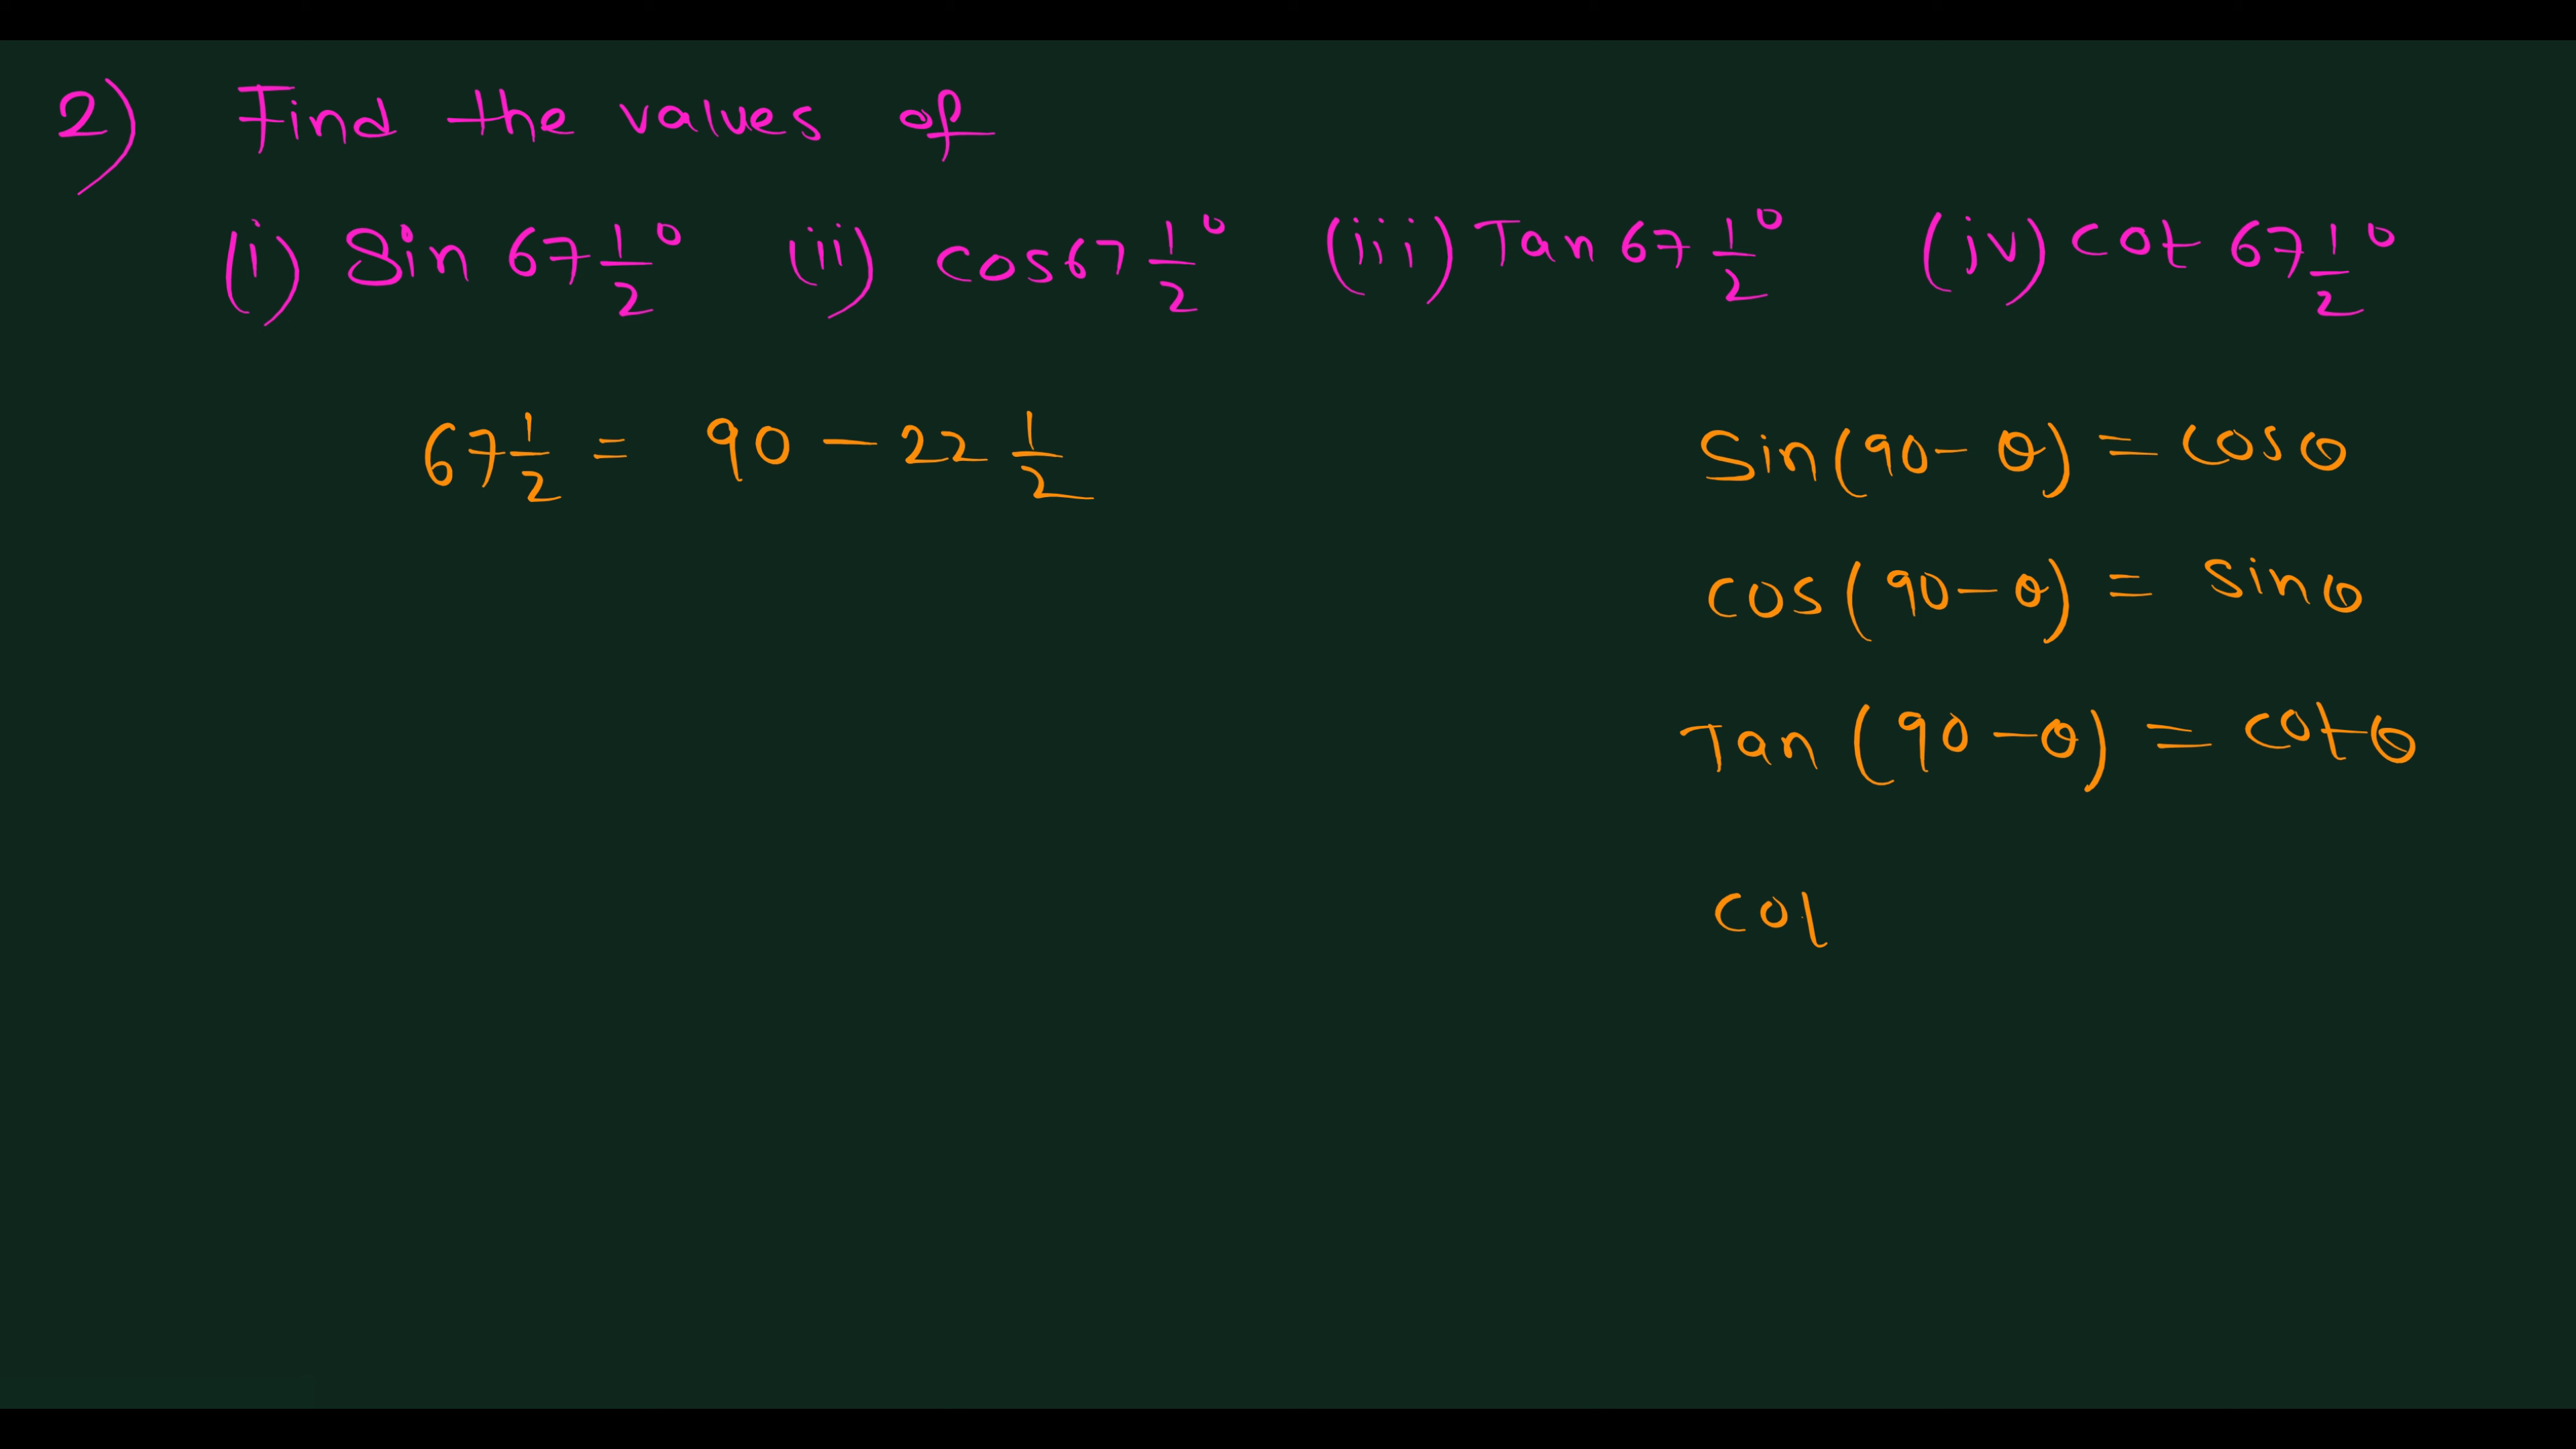 2) Find the values of
(i) Sin 67 1/2° (ii) cos 67 1/2° (iii) Tan 67 1/2° (iv) cot 67 1/2°
67 1/2 = 90 - 22 1/2
Sin(90 - θ) = cos θ
cos(90 - θ) = sin θ
Tan(90 - θ) = cot θ
cot